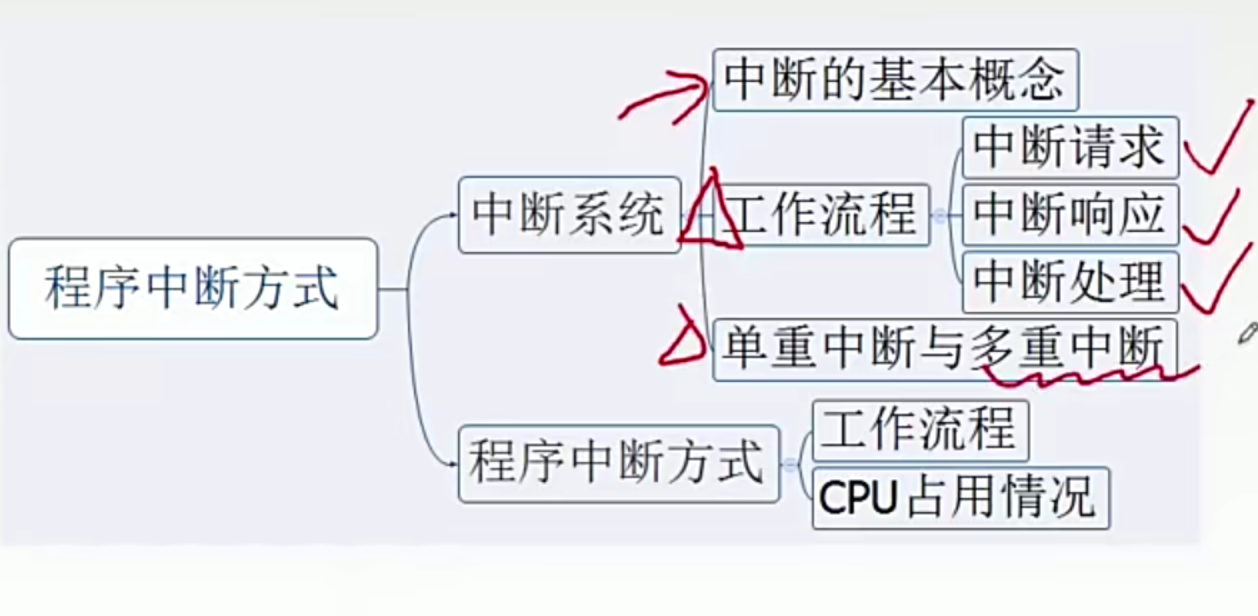 中断的基本概念
中断请求
中断系统
工作流程
中断响应
程序中断方式
中断处理
单重中断与多重中断
工作流程
程序中断方式
CPU占用情况